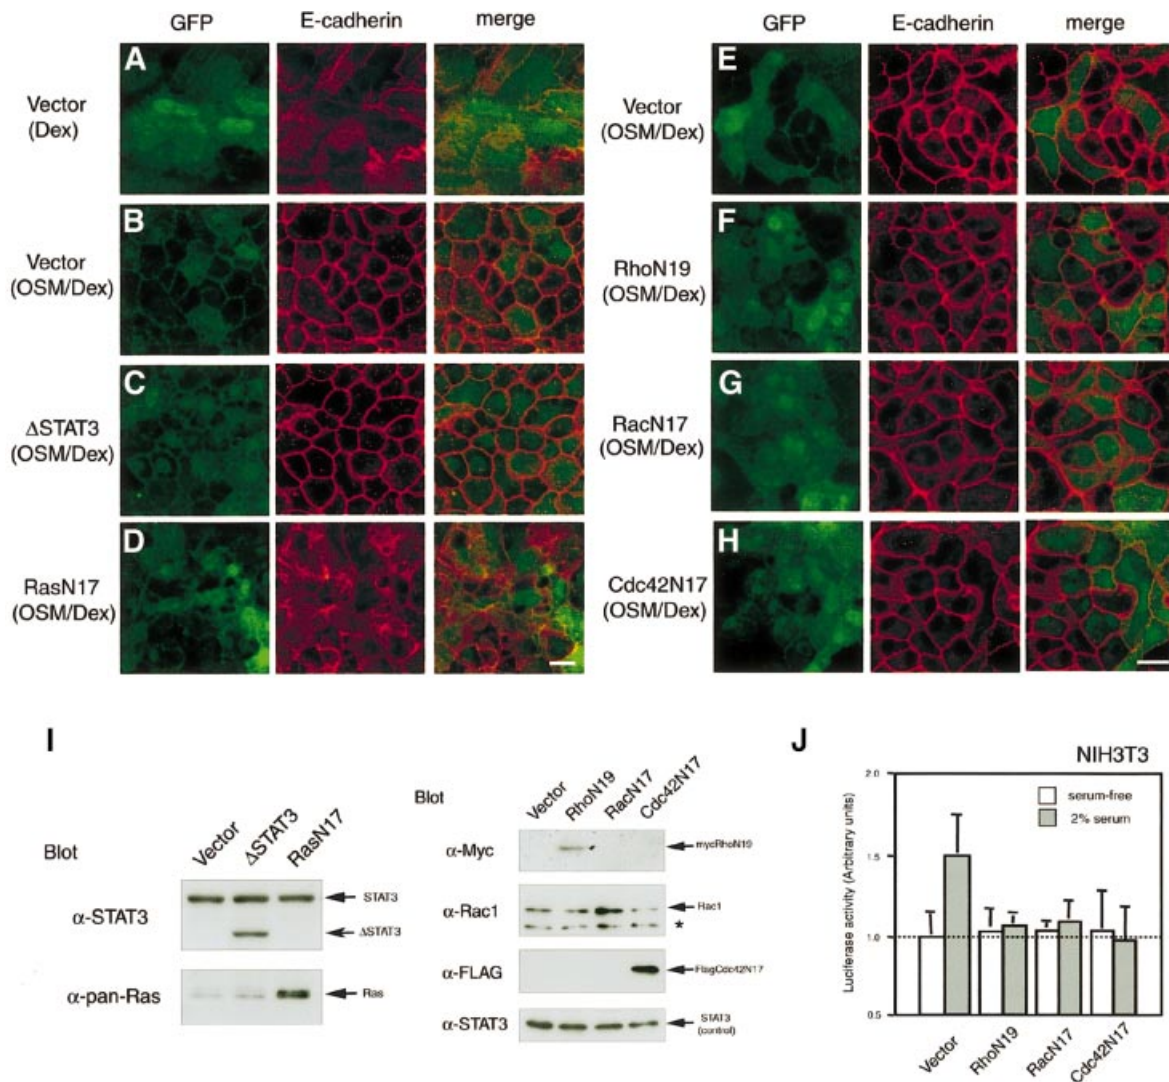 GFP E-cadherin merge
A
Vector
(Dex)
B
Vector
(OSM/Dex)
C
ΔSTAT3
(OSM/Dex)
D
RasN17
(OSM/Dex)
GFP E-cadherin merge
E
Vector
(OSM/Dex)
F
RhoN19
(OSM/Dex)
G
RacN17
(OSM/Dex)
H
Cdc42N17
(OSM/Dex)
I
Blot
Vector
ΔSTAT3
RasN17
α-STAT3
STAT3
ΔSTAT3
α-pan-Ras
Ras
Blot
Vector
RhoN19
RacN17
Cdc42N17
α-Myc
mycRhoN19
α-Rac1
Rac1
*
α-FLAG
FlagCdc42N17
α-STAT3
STAT3
(control)
J
NIH3T3
Luciferase activity (Arbitrary units)
2.0
1.5
1.0
0.5
serum-free
2% serum
Vector
RhoN19
RacN17
Cdc42N17